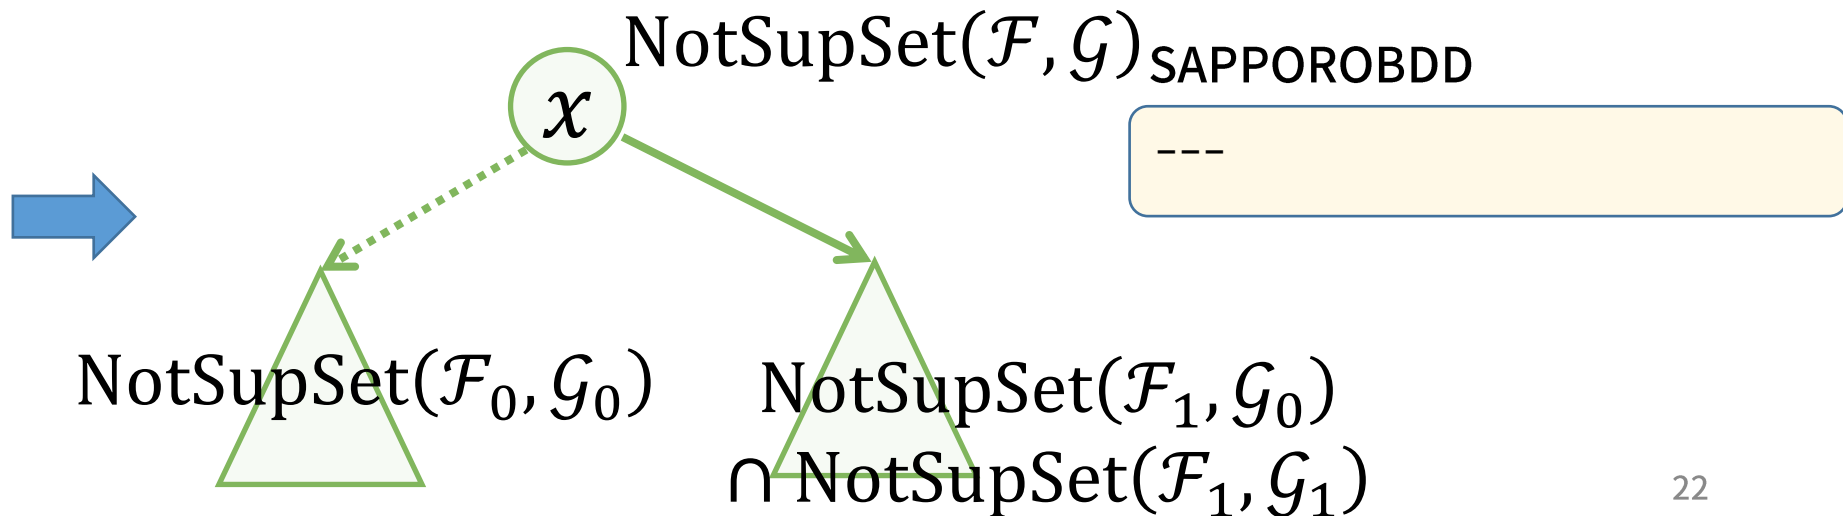 NotSupSet(ℱ, 𝒢)
SAPPOROBDD
x
---
NotSupSet(ℱ₀, 𝒢₀)
NotSupSet(ℱ₁, 𝒢₀)
∩ NotSupSet(ℱ₁, 𝒢₁)
22